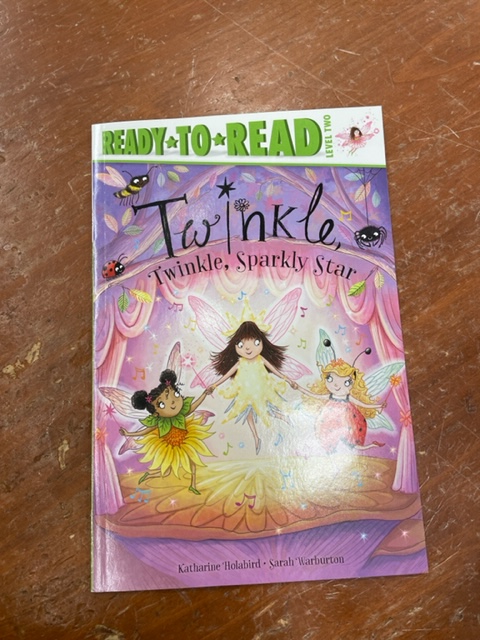 READY★TO★READ
LEVEL TWO
Twinkle,
Twinkle, Sparkly Star
Katharine Holabird • Sarah Warburton